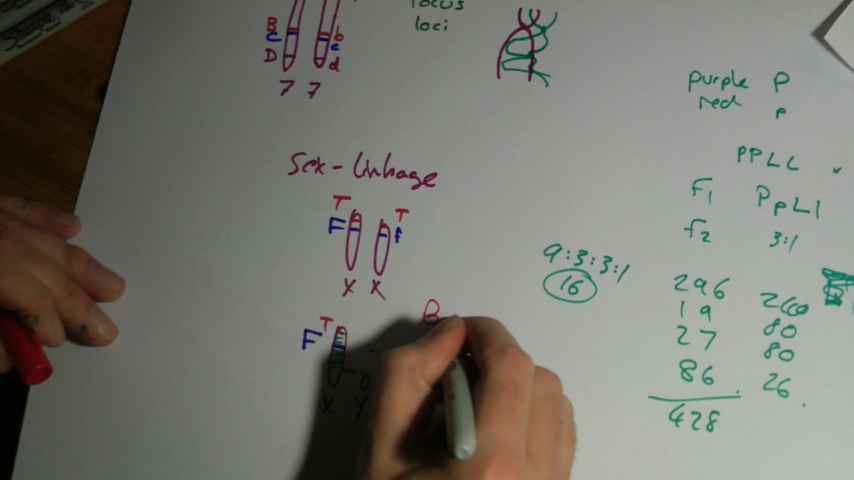 Sharpie
locus
loci
B b
C c
D d
7 7
purple P
red P
PPLL x
F1 PpLl
F2 3:1
Sex-linkage
T T
F f
X X
9:3:3:1
16
296 260
19 80
27 80
86 26
428
T B
F
X Y